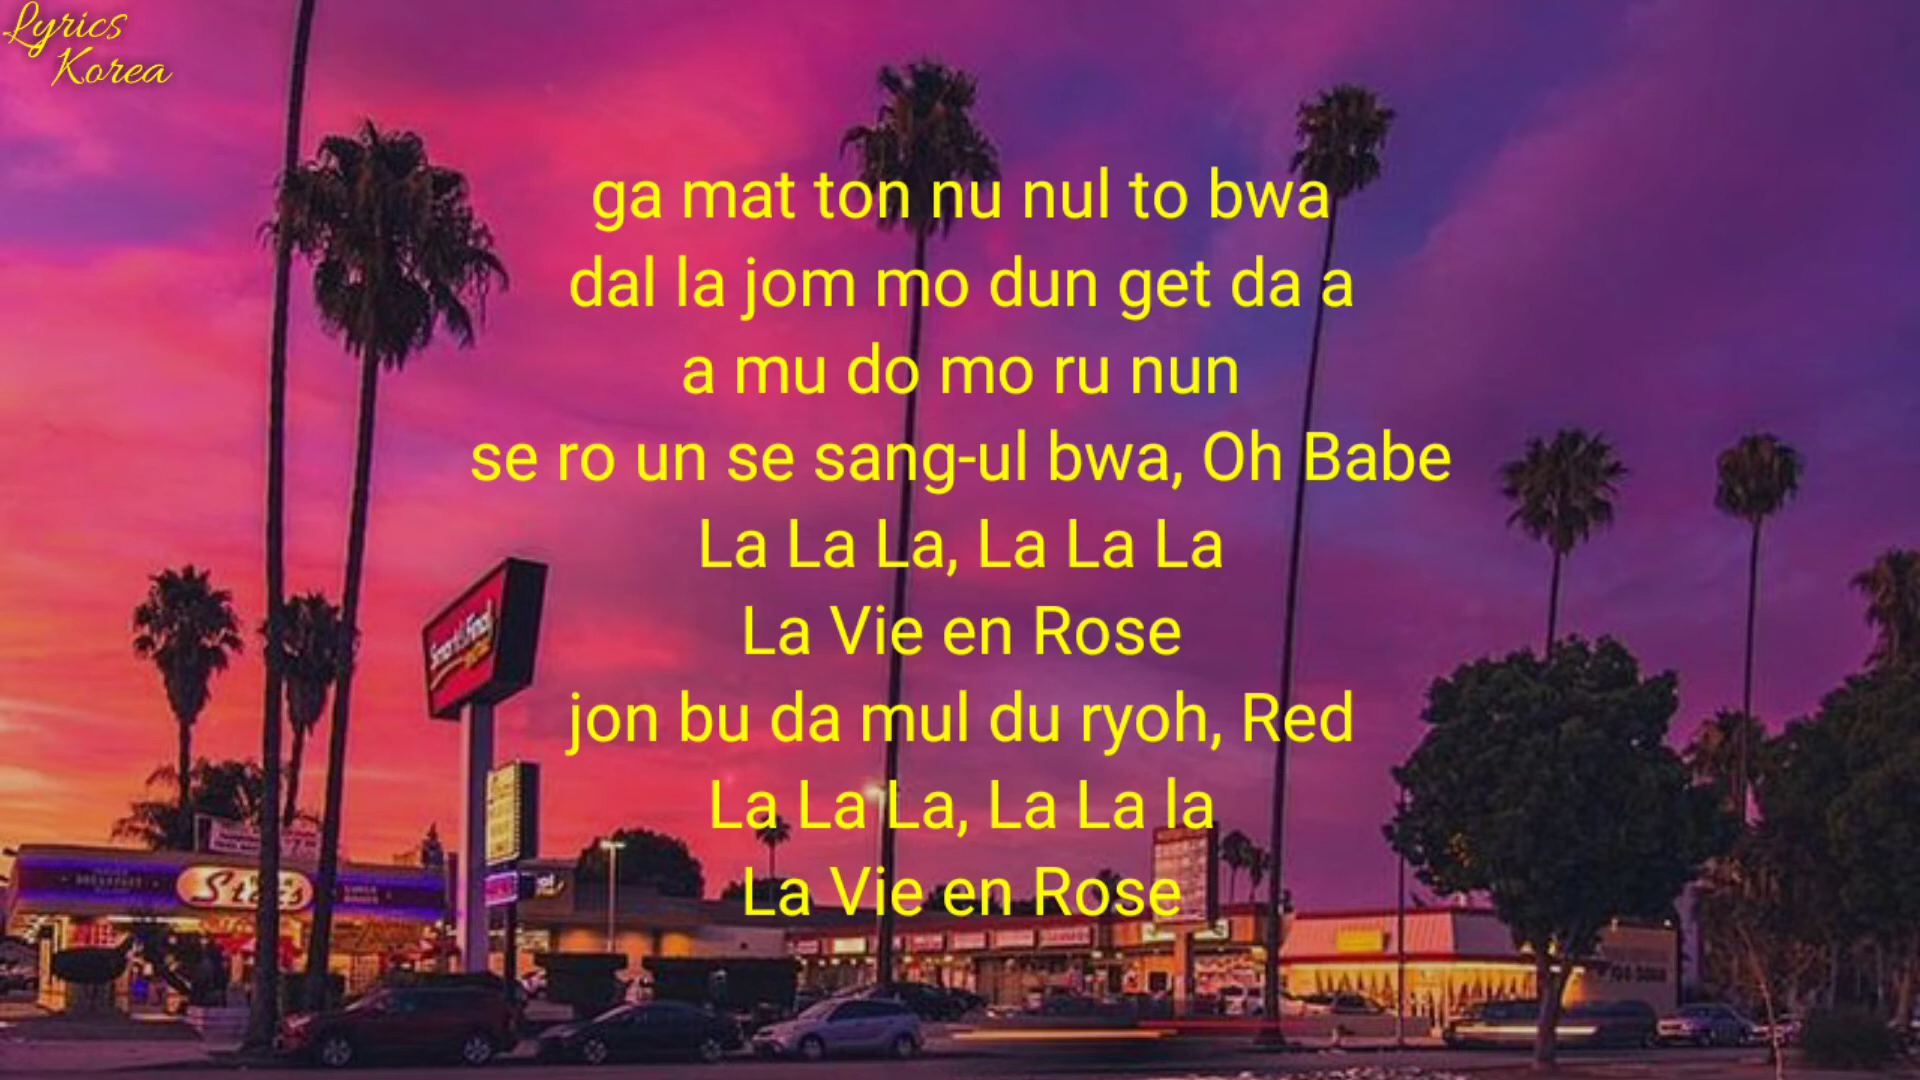 Lyrics
Korea
ga mat ton nu nul to bwa
dal la jom mo dun get da a
a mu do mo ru nun
se ro un se sang-ul bwa, Oh Babe
La La La, La La La
La Vie en Rose
jon bu da mul du ryoh, Red
La La La, La La la
La Vie en Rose
Smart & Final